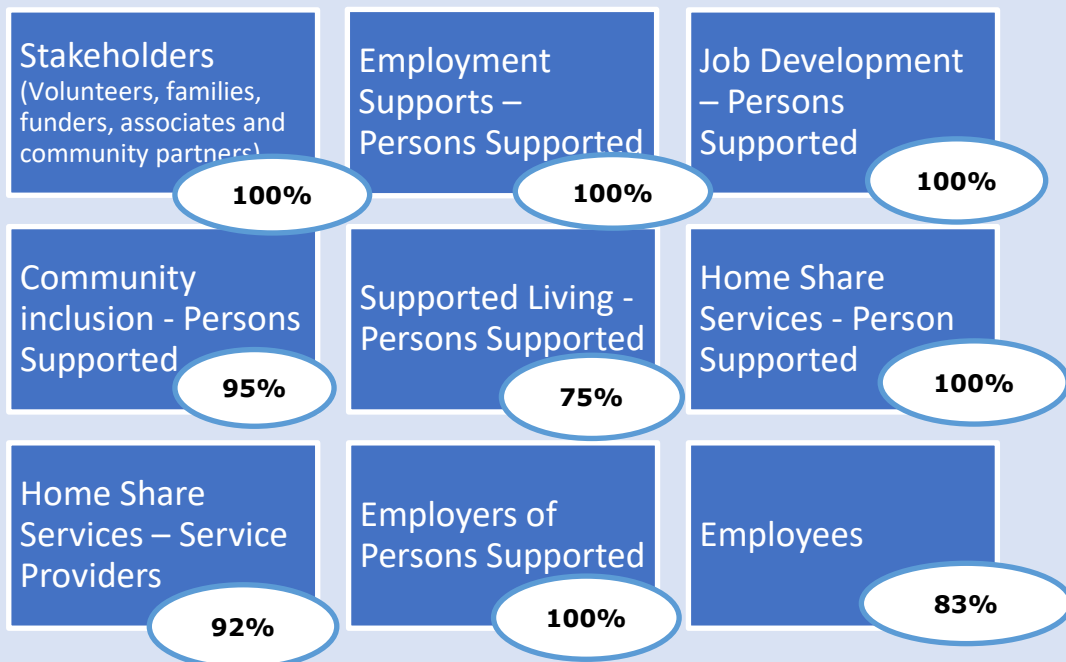 Stakeholders
(Volunteers, families,
funders, associates and
community partners)
100%
Employment
Supports –
Persons Supported
100%
Job Development
– Persons
Supported
100%
Community
inclusion - Persons
Supported
95%
Supported Living -
Persons Supported
75%
Home Share
Services - Person
Supported
100%
Home Share
Services – Service
Providers
92%
Employers of
Persons Supported
100%
Employees
83%